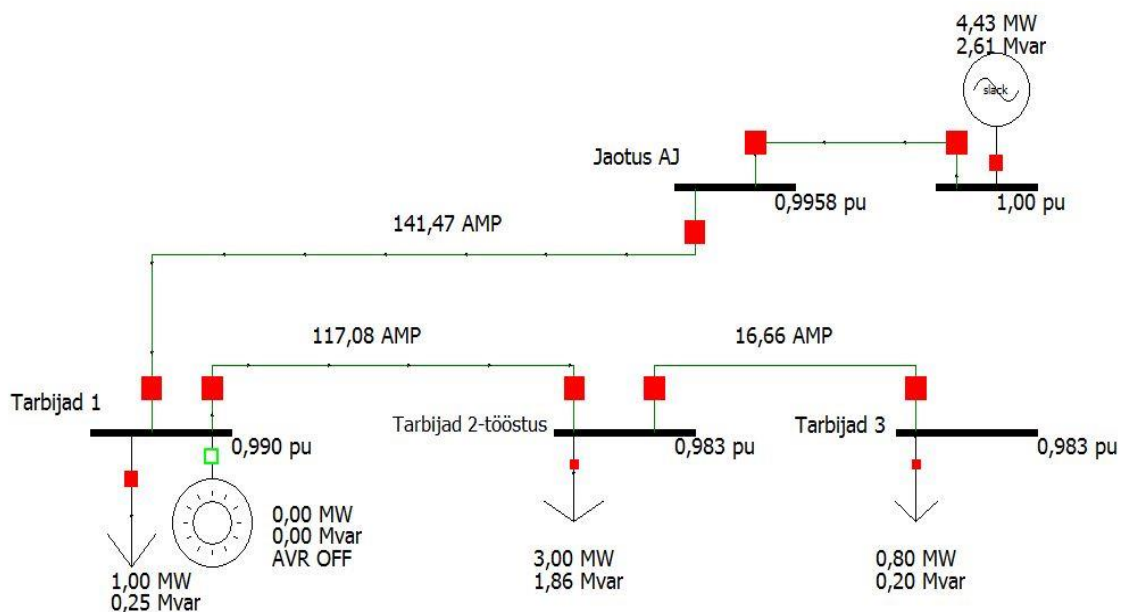 4,43 MW
2,61 Mvar
slack
Jaotus AJ
0,9958 pu
1,00 pu
141,47 AMP
117,08 AMP
16,66 AMP
Tarbijad 1
Tarbijad 2-tööstus
Tarbijad 3
0,990 pu
0,983 pu
0,983 pu
0,00 MW
0,00 Mvar
AVR OFF
1,00 MW
0,25 Mvar
3,00 MW
1,86 Mvar
0,80 MW
0,20 Mvar